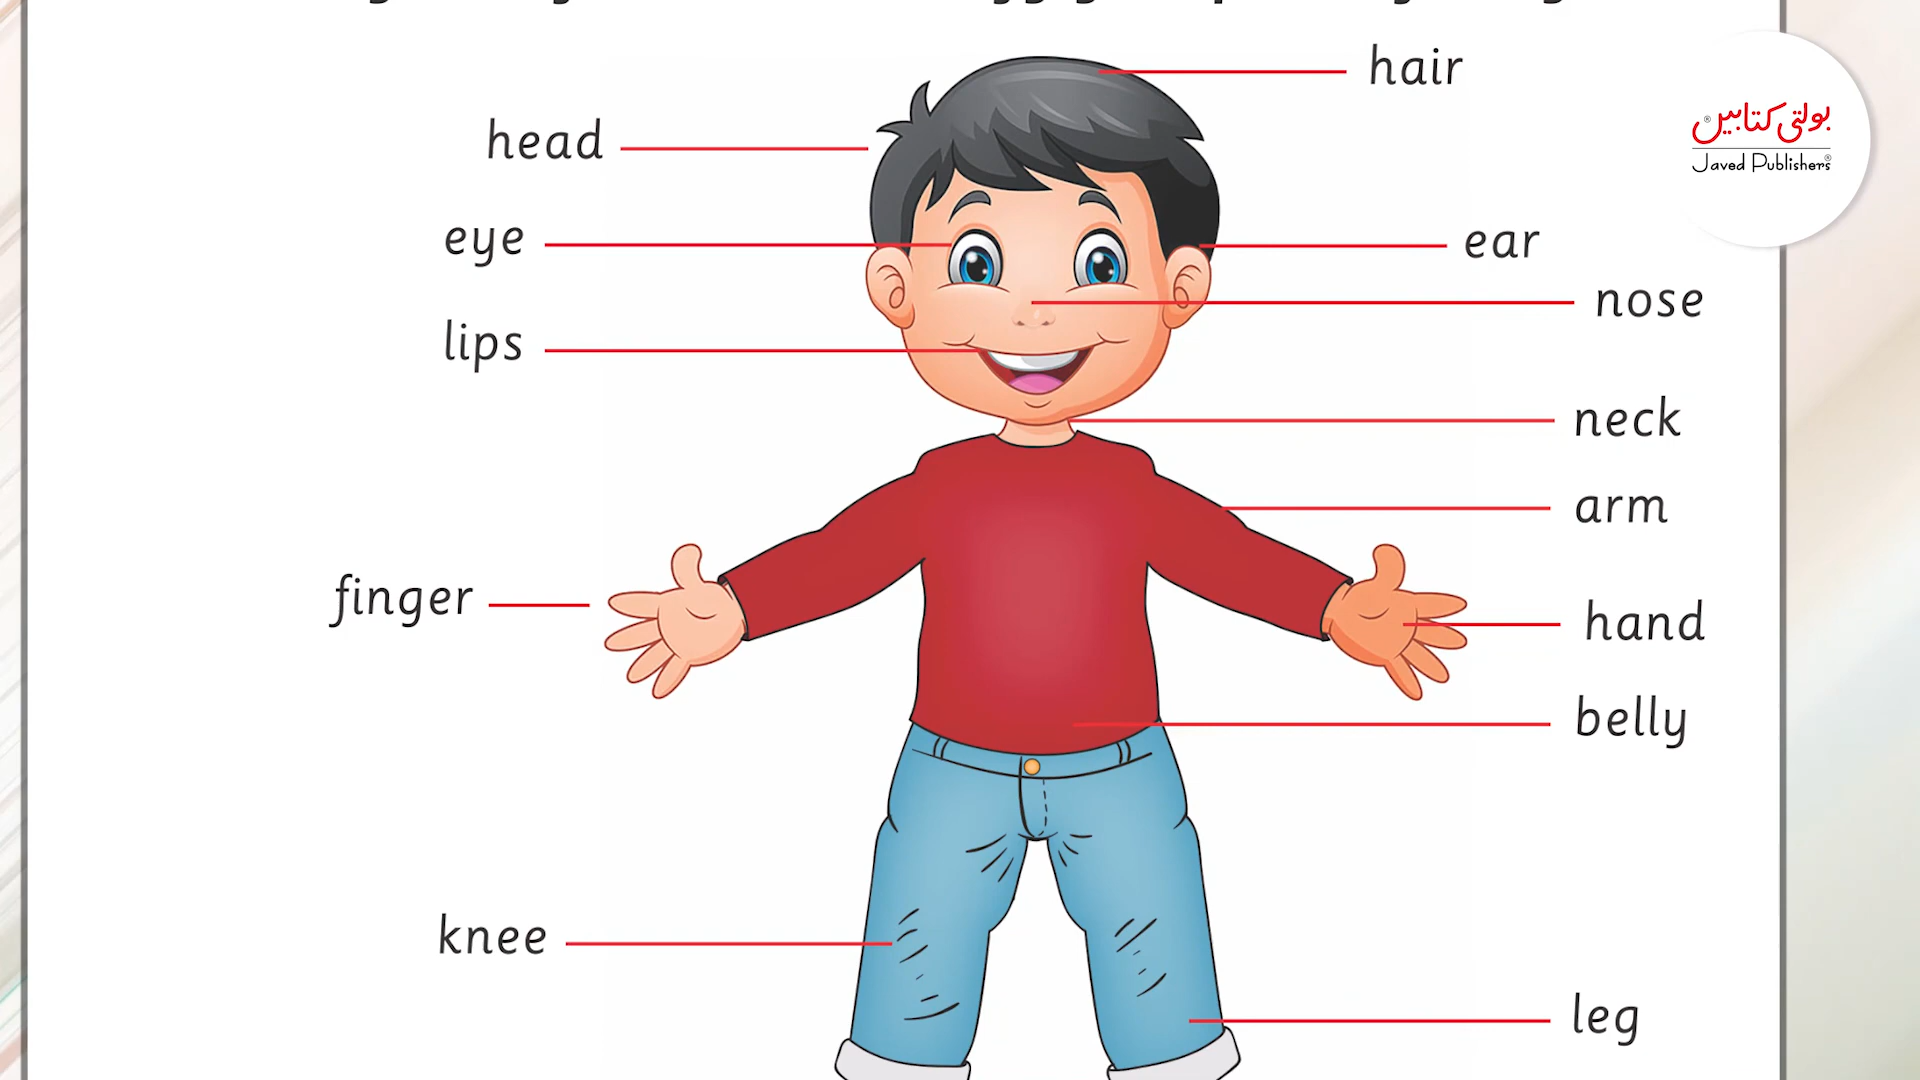 hair
head
بولتی کتابیں
Javed Publishers
eye
ear
nose
lips
neck
arm
finger
hand
belly
knee
leg